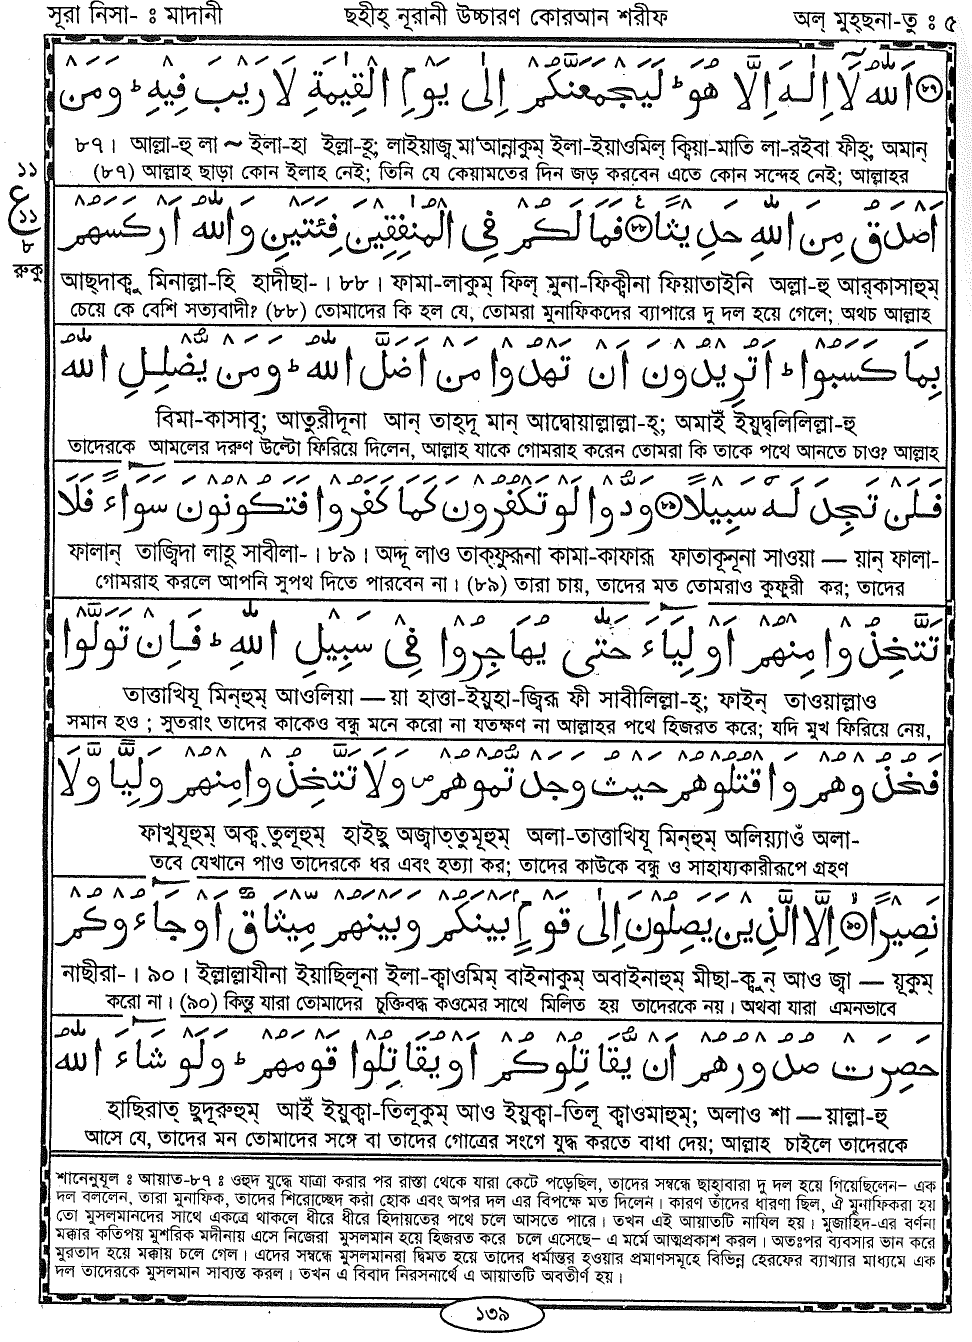 সূরা নিসা- : মাদানী ছহীহ্ নূরানী উচ্চারণ কোরআন শরীফ অল্ মুহ্ছনা-তু : ৫
اَللّٰهُ لَاۤ اِلٰهَ اِلَّا هُوَ ؕ لَيَجْمَعَنَّكُمْ اِلٰى يَوْمِ الْقِيٰمَةِ لَا رَيْبَ فِيْهِ ؕ وَمَنْ
৮৭। আল্লা-হু লা ~ ইলা-হা ইল্লা-হূ; লাইয়াজ্ব্ মা'আন্নাকুম্ ইলা-ইয়াওমিল্ ক্বিয়া-মাতি লা-রইবা ফীহ্; অমান্
(৮৭) আল্লাহ ছাড়া কোন ইলাহ নেই; তিনি যে কেয়ামতের দিন জড় করবেন এতে কোন সন্দেহ নেই; আল্লাহর
১১
ع
১১
৮
রুকু
اَصْدَقُ مِنَ اللّٰهِ حَدِيْثًا ﴿٨٧﴾ فَمَا لَكُمْ فِى الْمُنٰفِقِيْنَ فِئَتَيْنِ وَاللّٰهُ اَرْكَسَهُمْ
আছ্দাক্বু মিনাল্লা-হি হাদীছা-। ৮৮। ফামা-লাকুম্ ফিল্ মুনা-ফিক্বীনা ফিয়াতাইনি অল্লা-হু আর্কাসাহুম্
চেয়ে কে বেশি সত্যবাদী? (৮৮) তোমাদের কি হল যে, তোমরা মুনাফিকদের ব্যাপারে দু দল হয়ে গেলে; অথচ আল্লাহ
بِمَا كَسَبُوْا ؕ اَتُرِيْدُوْنَ اَنْ تَهْدُوْا مَنْ اَضَلَّ اللّٰهُ ؕ وَمَنْ يُّضْلِلِ اللّٰهُ
বিমা-কাসাবূ; আতুরীদূনা আন্ তাহ্দূ মান্ আদ্বোয়াল্লাল্লা-হ্; অমাইঁ ইয়ুদ্ব্লিলিল্লা-হু
তাদেরকে আমলের দরুণ উল্টো ফিরিয়ে দিলেন, আল্লাহ যাকে গোমরাহ করেন তোমরা কি তাকে পথে আনতে চাও? আল্লাহ
فَلَنْ تَجِدَ لَهٗ سَبِيْلًا ﴿٨٨﴾ وَدُّوْا لَوْ تَكْفُرُوْنَ كَمَا كَفَرُوْا فَتَكُوْنُوْنَ سَوَآءً فَلَا
ফালান্ তাজ্বিদা লাহূ সাবীলা-। ৮৯। অদ্দূ লাও তাক্ফুরূনা কামা-কাফারূ ফাতাকূনূনা সাওয়া — য়ান্ ফালা-
গোমরাহ করলে আপনি সুপথ দিতে পারবেন না। (৮৯) তারা চায়, তাদের মত তোমরাও কুফুরী কর; তাদের
تَتَّخِذُوْا مِنْهُمْ اَوْلِيَآءَ حَتّٰى يُهَاجِرُوْا فِىْ سَبِيْلِ اللّٰهِ ؕ فَاِنْ تَوَلَّوْا
তাত্তাখিযূ মিন্হুম্ আওলিয়া — য়া হাত্তা-ইয়ুহা-জ্বিরূ ফী সাবীলিল্লা-হ্; ফাইন্ তাওয়াল্লাও
সমান হও ; সুতরাং তাদের কাকেও বন্ধু মনে করো না যতক্ষণ না আল্লাহর পথে হিজরত করে; যদি মুখ ফিরিয়ে নেয়,
فَخُذُوْهُمْ وَاقْتُلُوْهُمْ حَيْثُ وَجَدْتُّمُوْهُمْ ۪ وَلَا تَتَّخِذُوْا مِنْهُمْ وَلِيًّا وَّلَا
ফাখুযূহুম্ অক্ব্তুলূহুম্ হাইছু অজ্বাত্তুমূহুম্ অলা-তাত্তাখিযূ মিন্হুম্ অলিয়্যাওঁ অলা-
তবে যেখানে পাও তাদেরকে ধর এবং হত্যা কর; তাদের কাউকে বন্ধু ও সাহায্যকারীরূপে গ্রহণ
نَصِيْرًا ﴿٨٩﴾ اِلَّا الَّذِيْنَ يَصِلُوْنَ اِلٰى قَوْمٍ ۭ بَيْنَكُمْ وَبَيْنَهُمْ مِّيْثَاقٌ اَوْ جَآءُوْكُمْ
নাছীরা-। ৯০। ইল্লাল্লাযীনা ইয়াছিলূনা ইলা-ক্বাওমিম্ বাইনাকুম্ অবাইনাহুম্ মীছা-ক্বুন্ আও জ্বা — য়ূকুম্
করো না। (৯০) কিন্তু যারা তোমাদের চুক্তিবদ্ধ কওমের সাথে মিলিত হয় তাদেরকে নয়। অথবা যারা এমনভাবে
حَصِرَتْ صُدُوْرُهُمْ اَنْ يُّقَاتِلُوْكُمْ اَوْ يُقَاتِلُوْا قَوْمَهُمْ ؕ وَلَوْ شَآءَ اللّٰهُ
হাছিরাত্ ছুদূরুহুম্ আইঁ ইয়ুক্বা-তিলূকুম্ আও ইয়ুক্বা-তিলূ ক্বাওমাহুম্; অলাও শা — য়াল্লা-হু
আসে যে, তাদের মন তোমাদের সঙ্গে বা তাদের গোত্রের সংগে যুদ্ধ করতে বাধা দেয়; আল্লাহ চাইলে তাদেরকে
শানেনুযূল : আয়াত-৮৭ : ওহুদ যুদ্ধে যাত্রা করার পর রাস্তা থেকে যারা কেটে পড়েছিল, তাদের সম্বন্ধে ছাহাবারা দু দল হয়ে গিয়েছিলেন– এক
দল বললেন, তারা মুনাফিক, তাদের শিরোচ্ছেদ করা হোক এবং অপর দল এর বিপক্ষে মত দিলেন। কারণ তাঁদের ধারণা ছিল, ঐ মুনাফিকরা হয়
তো মুসলমানদের সাথে একত্রে থাকলে ধীরে ধীরে হিদায়তের পথে চলে আসতে পারে। তখন এই আয়াতটি নাযিল হয়। মুজাহিদ-এর বর্ণনা
মক্কার কতিপয় মুশরিক মদীনায় এসে নিজেরা মুসলমান হয়ে হিজরত করে চলে এসেছে– এ মর্মে আত্মপ্রকাশ করল। অতঃপর ব্যবসার ভান করে
মুরতাদ হয়ে মক্কায় চলে গেল। এদের সম্বন্ধে মুসলমানরা দ্বিমত হয়ে তাদের ধর্মান্তর হওয়ার প্রমাণসমূহে বিভিন্ন হেরফের ব্যাখ্যার মাধ্যমে এক
দল তাদেরকে মুসলমান সাব্যস্ত করল। তখন এ বিবাদ নিরসনার্থে এ আয়াতটি অবতীর্ণ হয়।
১৩৯